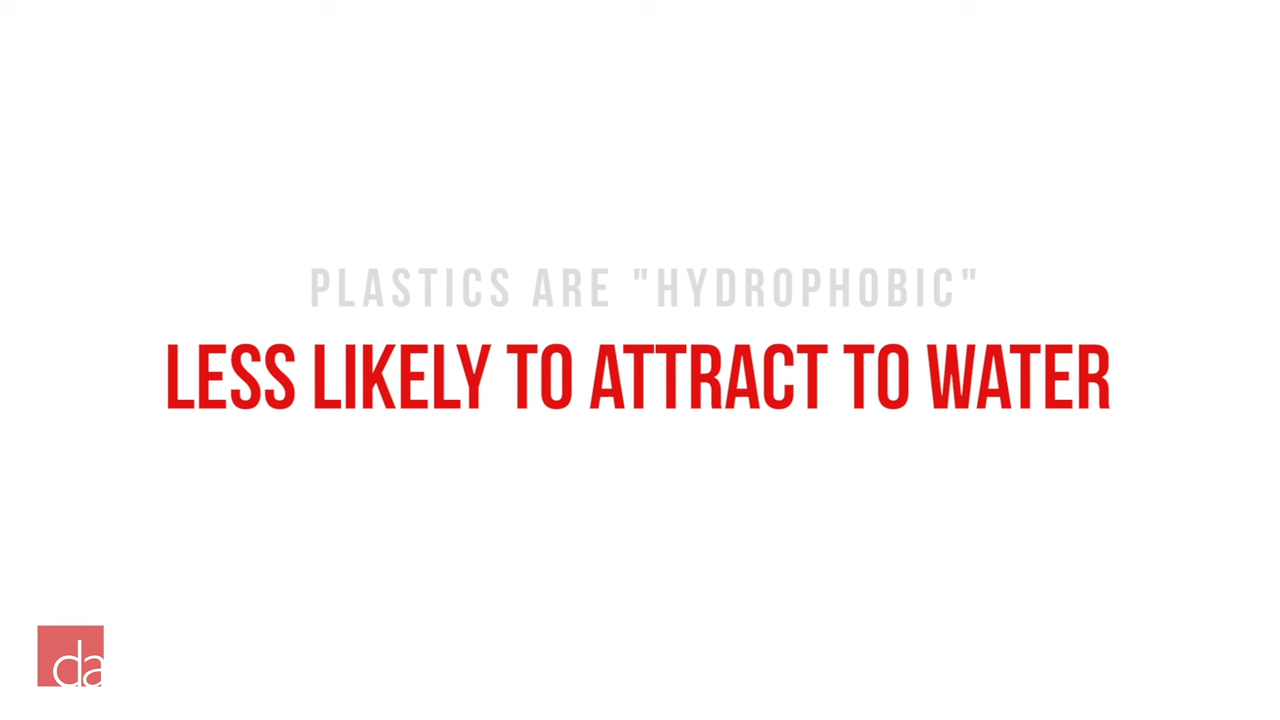 PLASTICS ARE "HYDROPHOBIC"
LESS LIKELY TO ATTRACT TO WATER
da